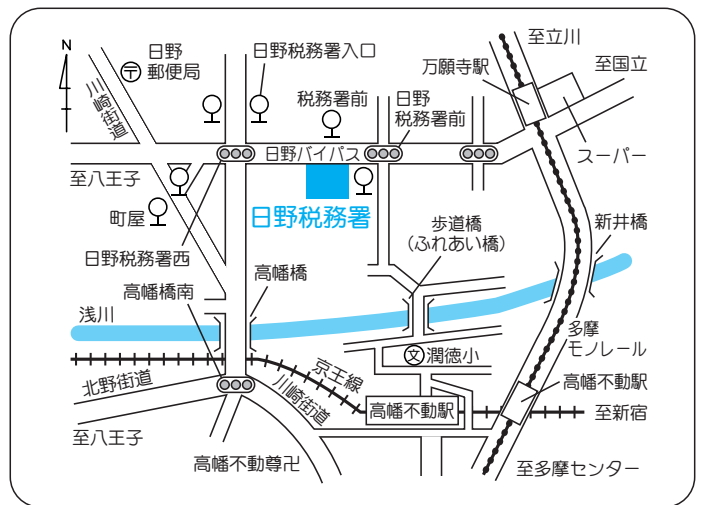 N
日野
郵便局
日野税務署入口
至立川
万願寺駅
至国立
川崎街道
税務署前
日野
税務署前
スーパー
日野バイパス
至八王子
町屋
日野税務署
歩道橋
(ふれあい橋)
新井橋
日野税務署西
高幡橋南
高幡橋
浅川
多摩
モノレール
文
潤徳小
京王線
北野街道
川崎街道
高幡不動駅
高幡不動駅
至新宿
至八王子
高幡不動尊卍
至多摩センター